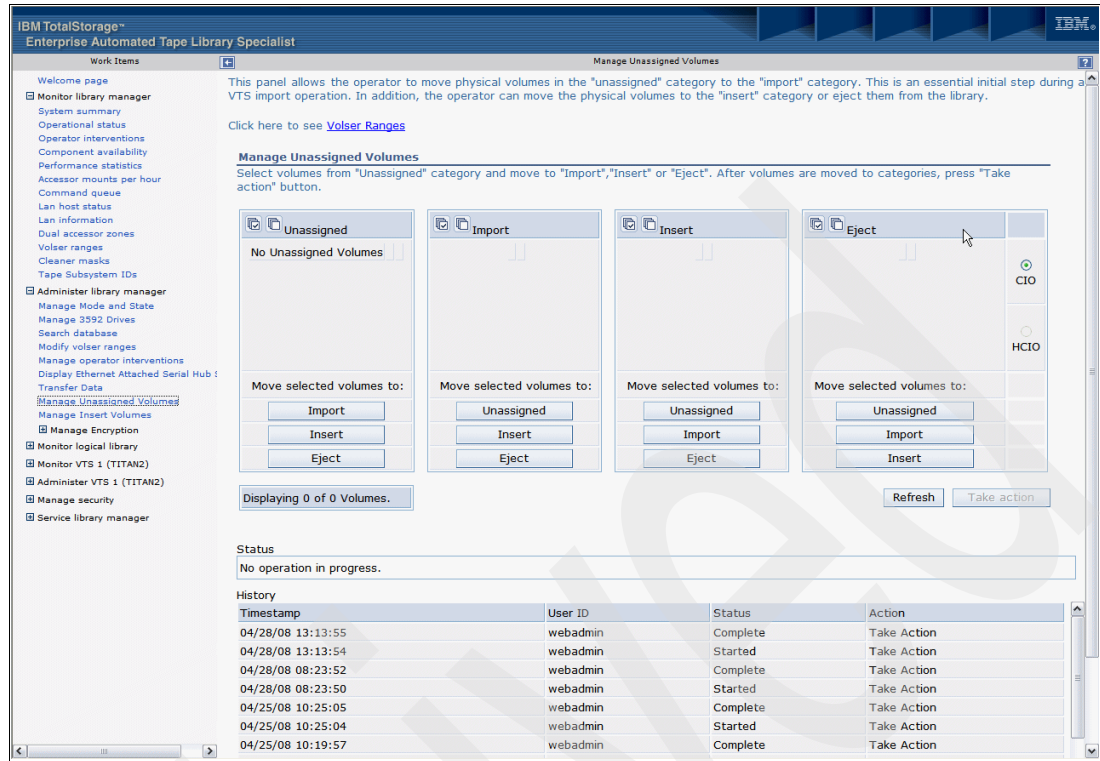 IBM TotalStorage™
Enterprise Automated Tape Library Specialist
IBM®
Work Items
Manage Unassigned Volumes
?
Welcome page
Monitor library manager
System summary
Operational status
Operator interventions
Component availability
Performance statistics
Accessor mounts per hour
Command queue
Lan host status
Lan information
Dual accessor zones
Volser ranges
Cleaner masks
Tape Subsystem IDs
Administer library manager
Manage Mode and State
Manage 3592 Drives
Search database
Modify volser ranges
Manage operator interventions
Display Ethernet Attached Serial Hub S
Transfer Data
Manage Unassigned Volumes
Manage Insert Volumes
Manage Encryption
Monitor logical library
Monitor VTS 1 (TITAN2)
Administer VTS 1 (TITAN2)
Manage security
Service library manager
This panel allows the operator to move physical volumes in the "unassigned" category to the "import" category. This is an essential initial step during a
VTS import operation. In addition, the operator can move the physical volumes to the "insert" category or eject them from the library.
Click here to see Volser Ranges
Manage Unassigned Volumes
Select volumes from "Unassigned" category and move to "Import","Insert" or "Eject". After volumes are moved to categories, press "Take
action" button.
Unassigned Import Insert Eject
No Unassigned Volumes
CIO
HCIO
Move selected volumes to: Move selected volumes to: Move selected volumes to: Move selected volumes to:
Import Unassigned Unassigned Unassigned
Insert Insert Import Import
Eject Eject Eject Insert
Displaying 0 of 0 Volumes.
Refresh Take action
Status
No operation in progress.
History
Timestamp User ID Status Action
04/28/08 13:13:55 webadmin Complete Take Action
04/28/08 13:13:54 webadmin Started Take Action
04/28/08 08:23:52 webadmin Complete Take Action
04/28/08 08:23:50 webadmin Started Take Action
04/25/08 10:25:05 webadmin Complete Take Action
04/25/08 10:25:04 webadmin Started Take Action
04/25/08 10:19:57 webadmin Complete Take Action